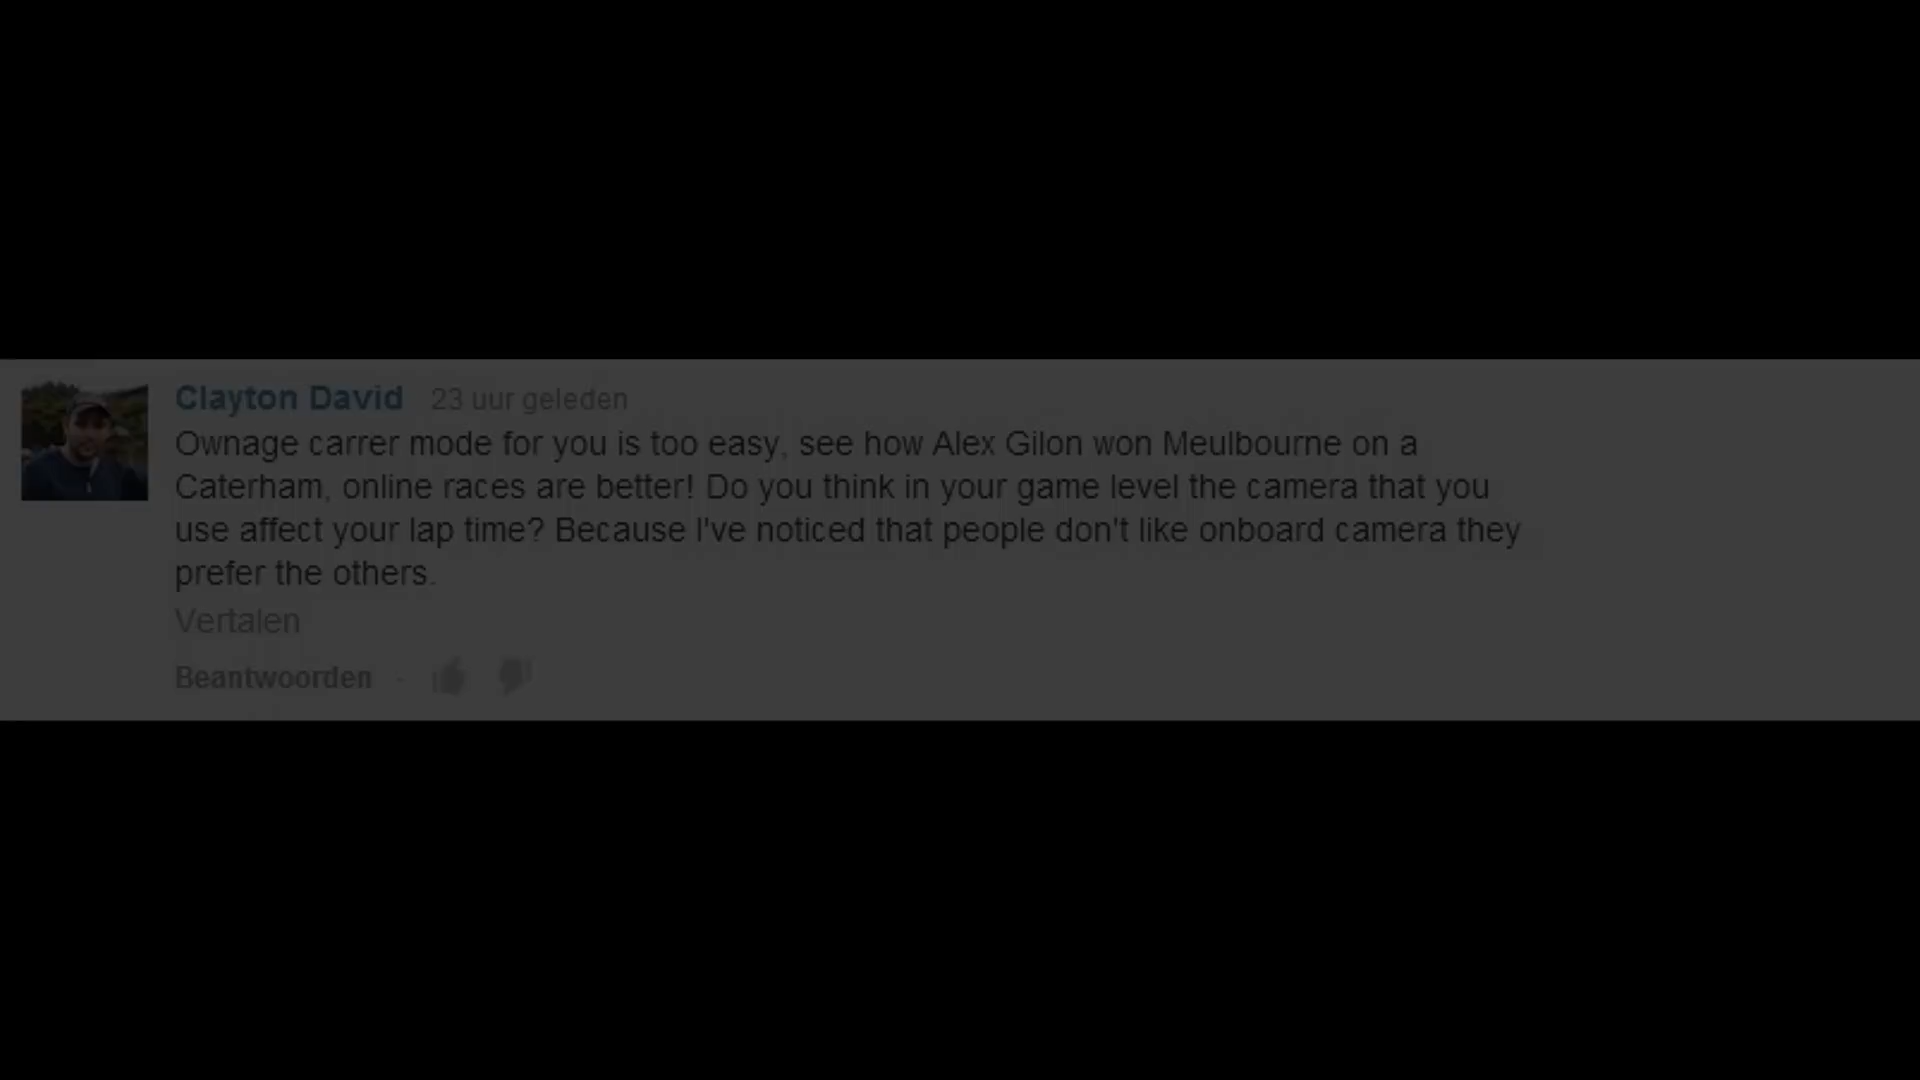 Clayton David 23 uur geleden
Ownage carrer mode for you is too easy, see how Alex Gilon won Meulbourne on a
Caterham, online races are better! Do you think in your game level the camera that you
use affect your lap time? Because I've noticed that people don't like onboard camera they
prefer the others.
Vertalen
Beantwoorden ·